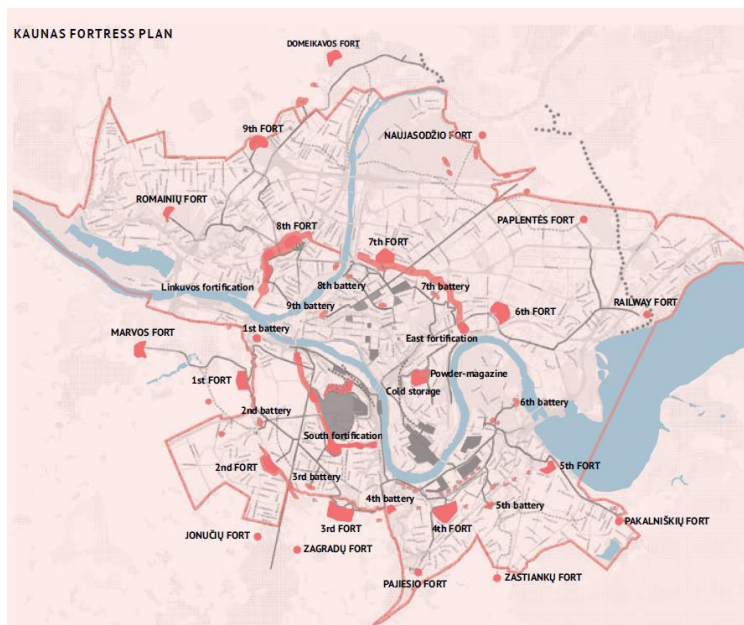 KAUNAS FORTRESS PLAN
DOMEIKAVOS FORT
9th FORT
NAUJASODŽIO FORT
ROMAINIŲ FORT
PAPLENTĖS FORT
8th FORT
7th FORT
Linkuvos fortification
8th battery
7th battery
9th battery
6th FORT
RAILWAY FORT
MARVOS FORT
1st battery
East fortification
1st FORT
Powder-magazine
Cold storage
2nd battery
6th battery
South fortification
2nd FORT
3rd battery
5th FORT
4th battery
5th battery
3rd FORT
4th FORT
PAKALNIŠKIŲ FORT
JONUČIŲ FORT
ZAGRADŲ FORT
PAJIESIO FORT
ZASTIANKŲ FORT